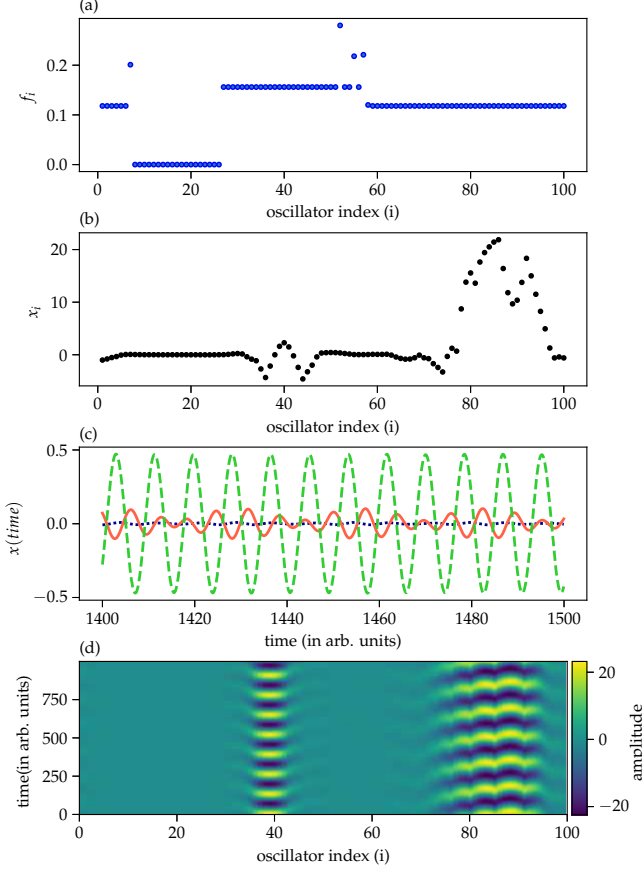 (a)
0.2
0.1
0.0
f_i
0 20 40 60 80 100
oscillator index (i)
(b)
20
10
0
x_i
0 20 40 60 80 100
oscillator index (i)
(c)
0.5
0.0
−0.5
x(time)
1400 1420 1440 1460 1480 1500
time (in arb. units)
(d)
750
500
250
0
time(in arb. units)
0 20 40 60 80 100
oscillator index (i)
20
0
−20
amplitude